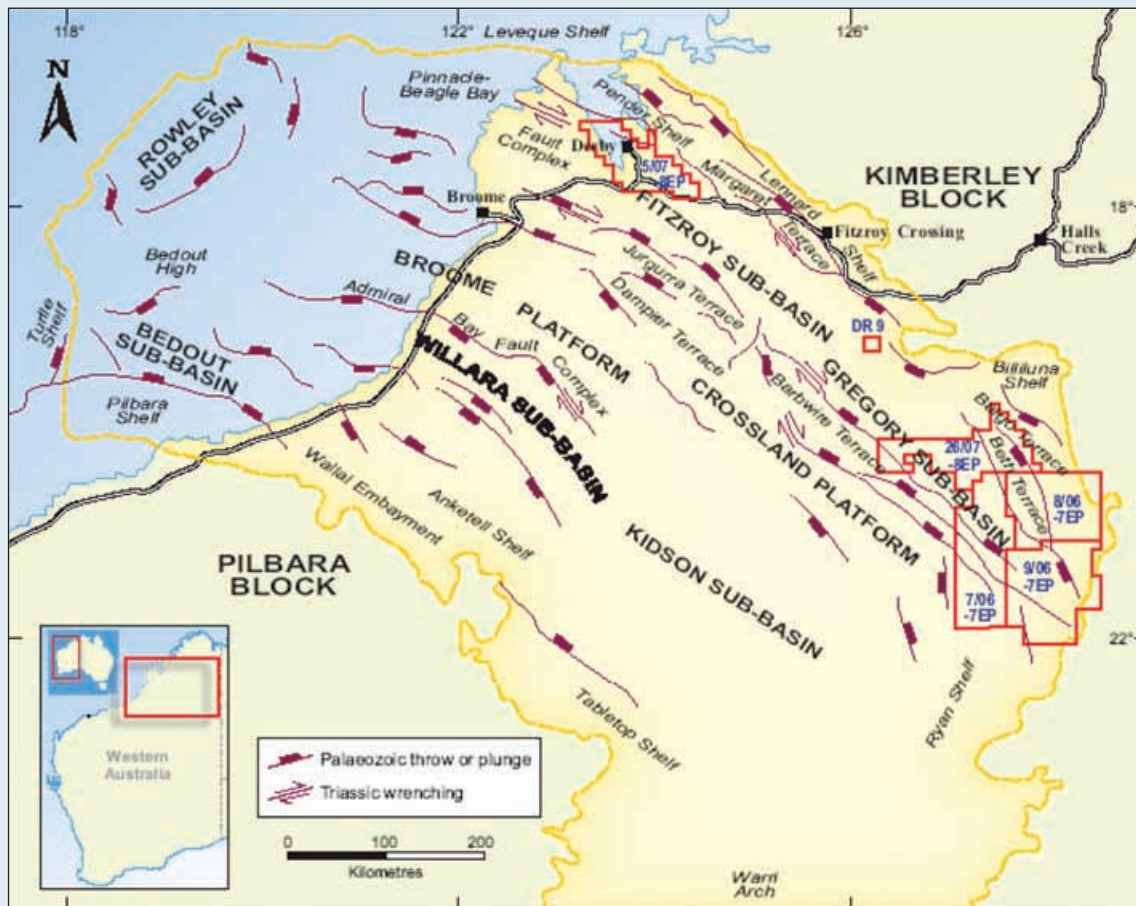 118°
122°
126°
Leveque Shelf
N
Pinnacle-
Beagle Bay
Fault
Complex
Pender Shelf
ROWLEY
SUB-BASIN
Derby
5/07
-8EP
Margaret
Terrace
Lennard
Shelf
KIMBERLEY
BLOCK
18°
Broome
Fitzroy Crossing
Halls
Creek
FITZROY SUB-BASIN
Bedout
High
BROOME
PLATFORM
Jurgurra Terrace
Dampier Terrace
Admiral
Bay
Fault
Complex
Turtle
Shelf
BEDOUT
SUB-BASIN
DR 9
WILLARA SUB-BASIN
GREGORY SUB-BASIN
Billiluna
Shelf
CROSSLAND PLATFORM
Barbwire Terrace
Pilbara
Shelf
26/07
-8EP
Betty
Terrace
8/06
-7EP
Wallal Embayment
Anketell Shelf
PILBARA
BLOCK
KIDSON SUB-BASIN
9/06
-7EP
7/06
-7EP
22°
Ryan Shelf
Tabletop Shelf
Western
Australia
Palaeozoic throw or plunge
Triassic wrenching
0 100 200
Kilometres
Warri
Arch